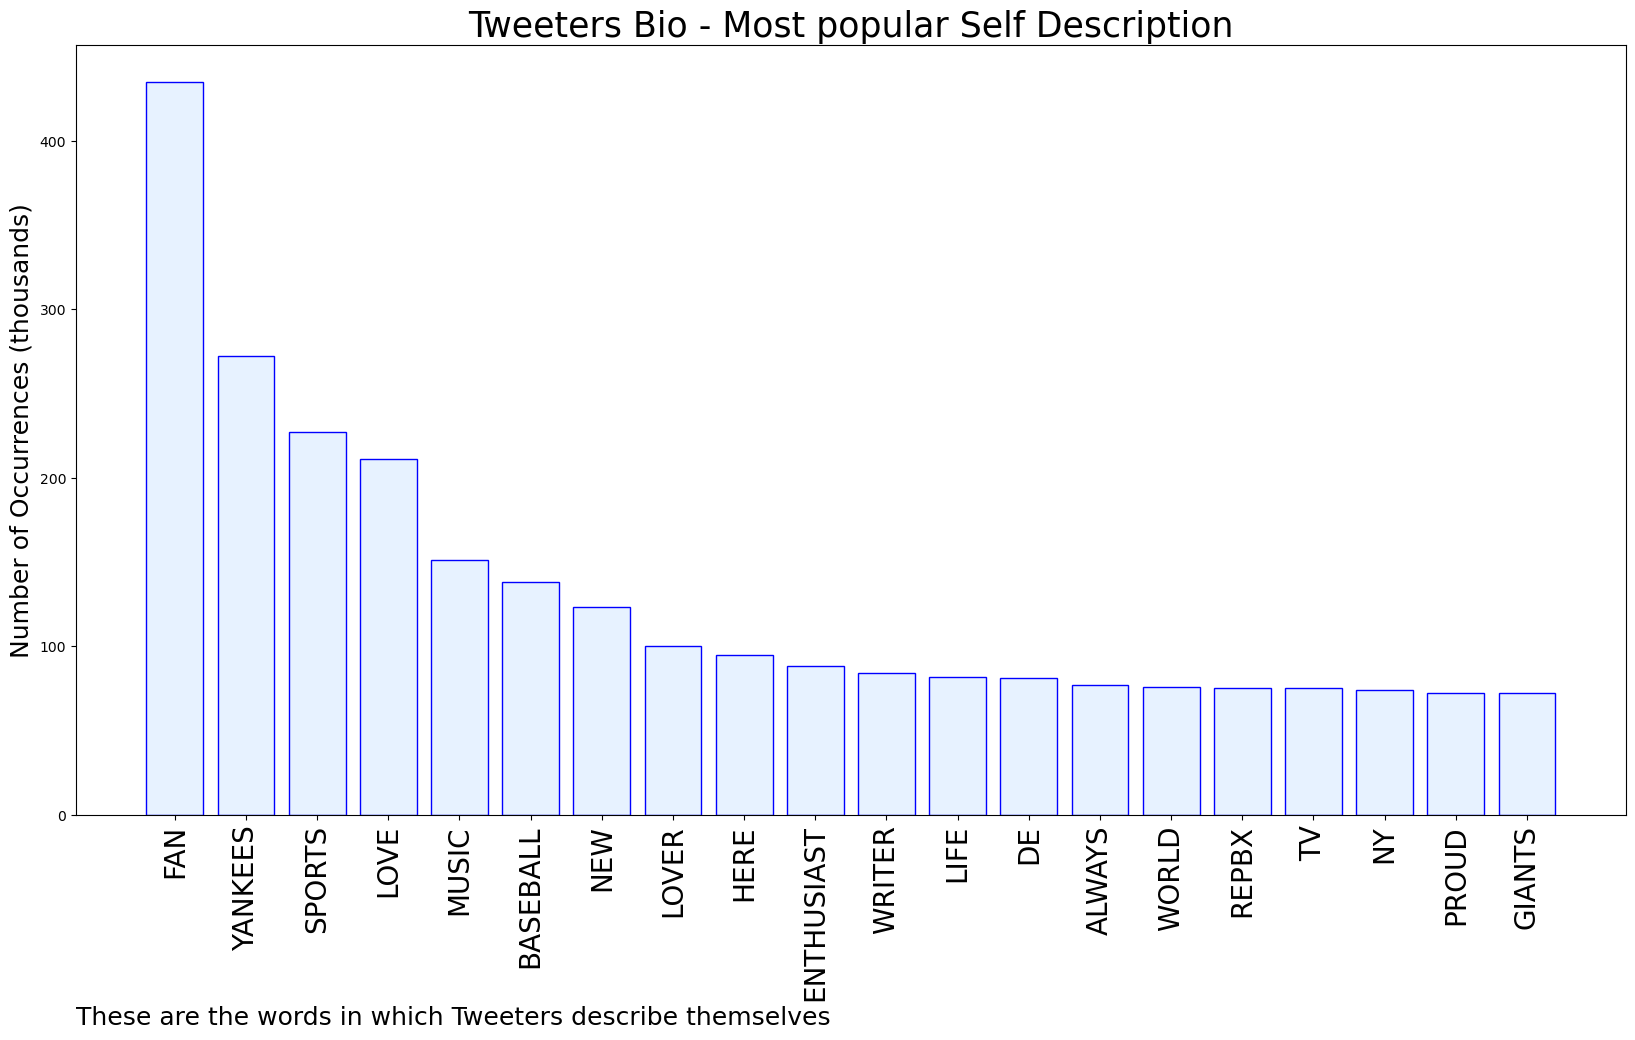 Tweeters Bio - Most popular Self Description
Number of Occurrences (thousands)
400
300
200
100
0
FAN
YANKEES
SPORTS
LOVE
MUSIC
BASEBALL
NEW
LOVER
HERE
ENTHUSIAST
WRITER
LIFE
DE
ALWAYS
WORLD
REPBX
TV
NY
PROUD
GIANTS
These are the words in which Tweeters describe themselves